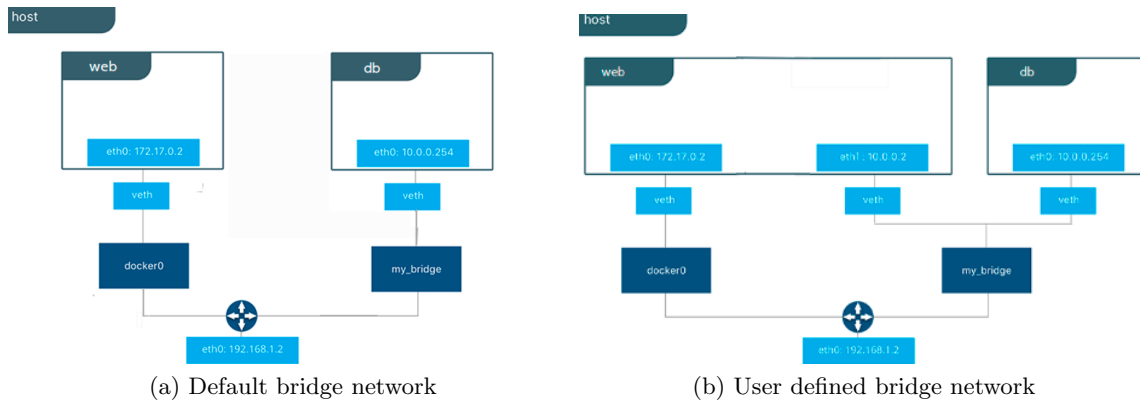 host
web
db
eth0: 172.17.0.2
eth0: 10.0.0.254
veth
veth
docker0
my_bridge
eth0: 192.168.1.2
(a) Default bridge network
host
web
db
eth0: 172.17.0.2
eth1: 10.0.0.2
eth0: 10.0.0.254
veth
veth
veth
docker0
my_bridge
eth0: 192.168.1.2
(b) User defined bridge network